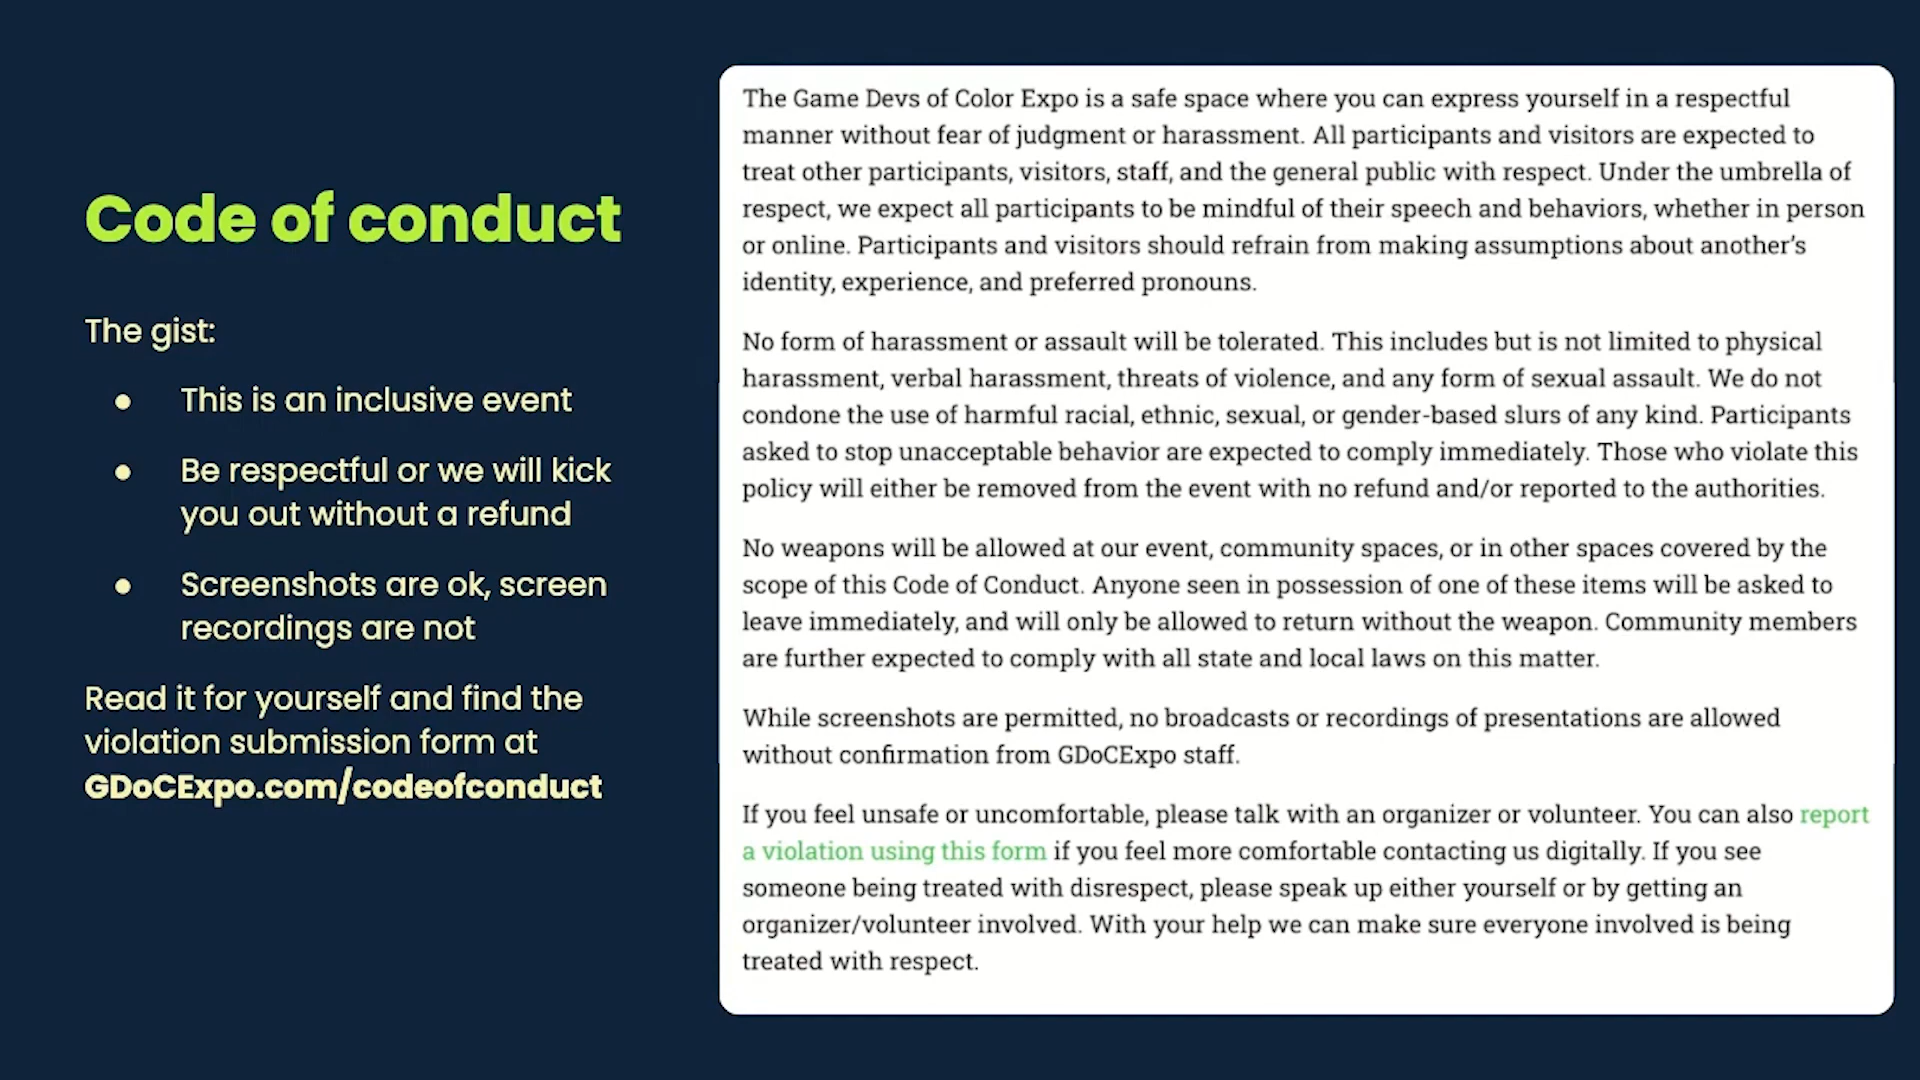 Code of conduct
The gist:
● This is an inclusive event
● Be respectful or we will kick
you out without a refund
● Screenshots are ok, screen
recordings are not
Read it for yourself and find the
violation submission form at
GDoCExpo.com/codeofconduct
The Game Devs of Color Expo is a safe space where you can express yourself in a respectful
manner without fear of judgment or harassment. All participants and visitors are expected to
treat other participants, visitors, staff, and the general public with respect. Under the umbrella of
respect, we expect all participants to be mindful of their speech and behaviors, whether in person
or online. Participants and visitors should refrain from making assumptions about another’s
identity, experience, and preferred pronouns.
No form of harassment or assault will be tolerated. This includes but is not limited to physical
harassment, verbal harassment, threats of violence, and any form of sexual assault. We do not
condone the use of harmful racial, ethnic, sexual, or gender-based slurs of any kind. Participants
asked to stop unacceptable behavior are expected to comply immediately. Those who violate this
policy will either be removed from the event with no refund and/or reported to the authorities.
No weapons will be allowed at our event, community spaces, or in other spaces covered by the
scope of this Code of Conduct. Anyone seen in possession of one of these items will be asked to
leave immediately, and will only be allowed to return without the weapon. Community members
are further expected to comply with all state and local laws on this matter.
While screenshots are permitted, no broadcasts or recordings of presentations are allowed
without confirmation from GDoCExpo staff.
If you feel unsafe or uncomfortable, please talk with an organizer or volunteer. You can also report
a violation using this form if you feel more comfortable contacting us digitally. If you see
someone being treated with disrespect, please speak up either yourself or by getting an
organizer/volunteer involved. With your help we can make sure everyone involved is being
treated with respect.